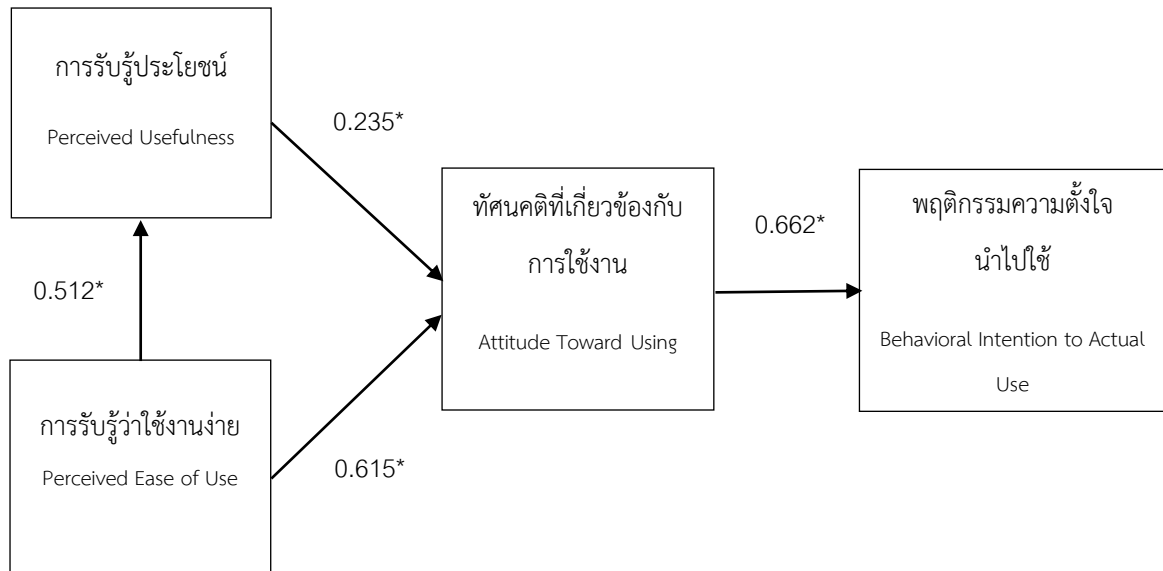 การรับรู้ประโยชน์
Perceived Usefulness
0.235*
ทัศนคติที่เกี่ยวข้องกับ
การใช้งาน
Attitude Toward Using
0.662*
พฤติกรรมความตั้งใจ
นำไปใช้
Behavioral Intention to Actual
Use
0.512*
การรับรู้ว่าใช้งานง่าย
Perceived Ease of Use
0.615*